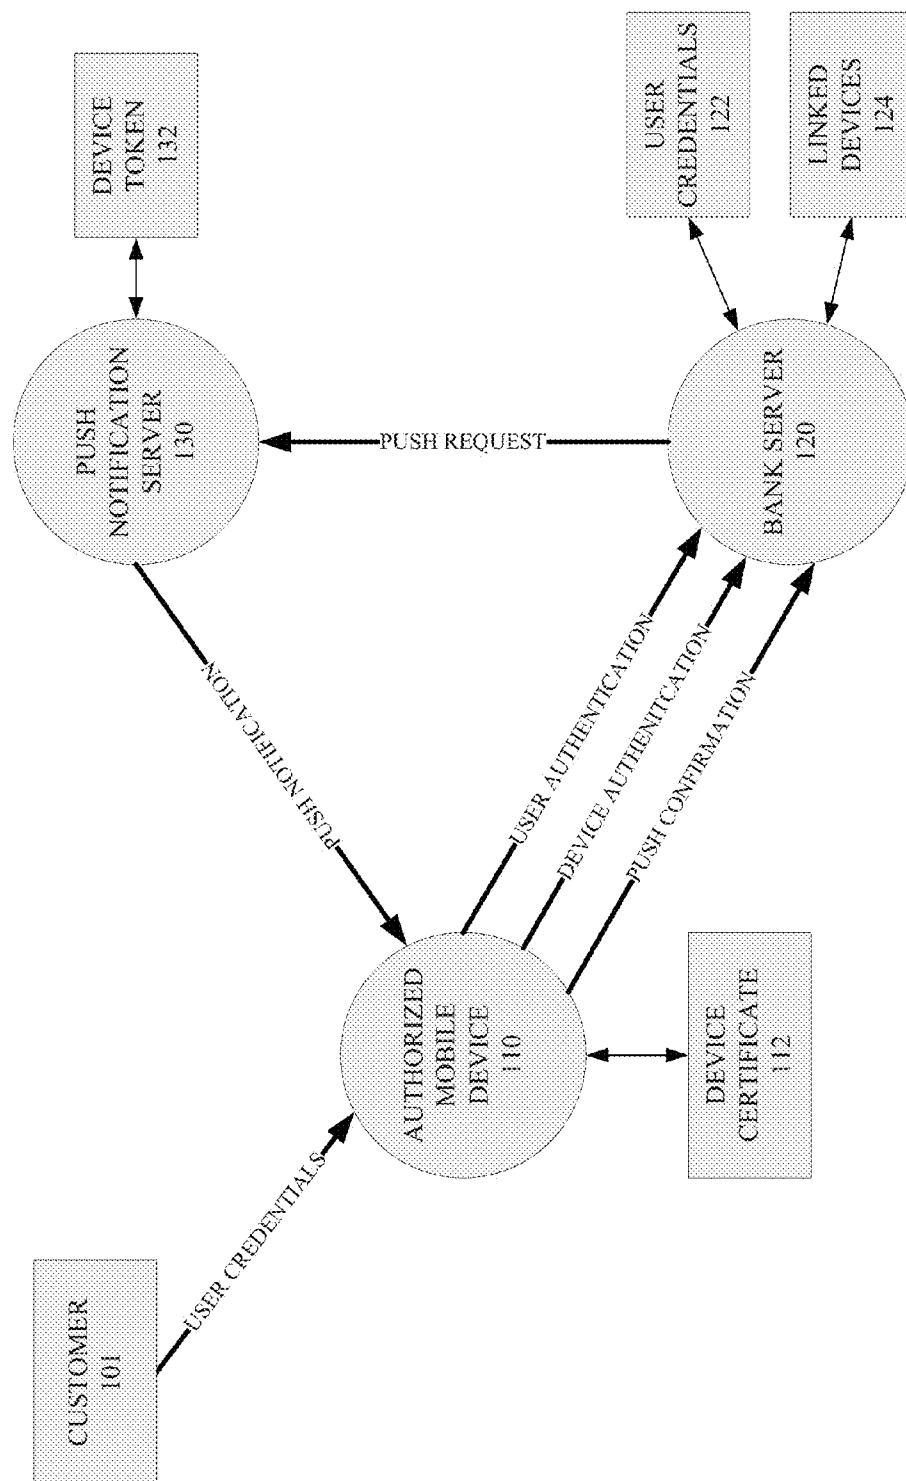 CUSTOMER
101
USER CREDENTIALS
AUTHORIZED
MOBILE
DEVICE
110
DEVICE
CERTIFICATE
112
PUSH NOTIFICATION
USER AUTHENTICATION
DEVICE AUTHENITCATION
PUSH CONFIRMATION
PUSH
NOTIFICATION
SERVER
130
DEVICE
TOKEN
132
PUSH REQUEST
BANK SERVER
120
USER
CREDENTIALS
122
LINKED
DEVICES
124